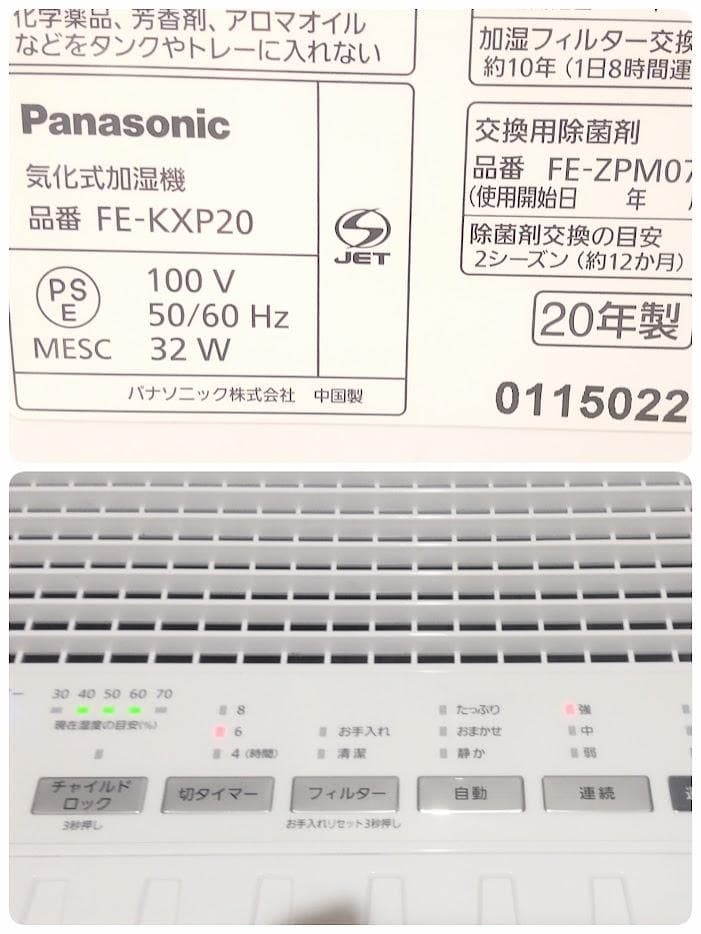 化学薬品、芳香剤、アロマオイル
などをタンクやトレーに入れない
加湿フィルター交換
約10年（1日8時間運
Panasonic
気化式加湿機
品番 FE-KXP20
JET
PS
E
MESC
100 V
50/60 Hz
32 W
パナソニック株式会社 中国製
交換用除菌剤
品番 FE-ZPM07
（使用開始日 年
除菌剤交換の目安
2シーズン（約12か月）
20年製
0115022
30 40 50 60 70
現在湿度の目安(%)
8
6
4（時間）
お手入れ
清潔
たっぷり
おまかせ
静か
強
中
弱
チャイルド
ロック
切タイマー
フィルター
自動
連続
3秒押し
お手入れリセット3秒押し